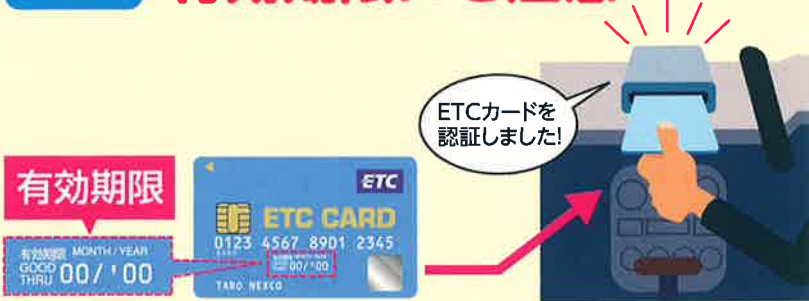 ETCカードを
認証しました!
有効期限
有効期限 MONTH/YEAR
GOOD
THRU 00/'00
ETC
ETC CARD
0123 4567 8901 2345
00/'00
TARO NEXCO